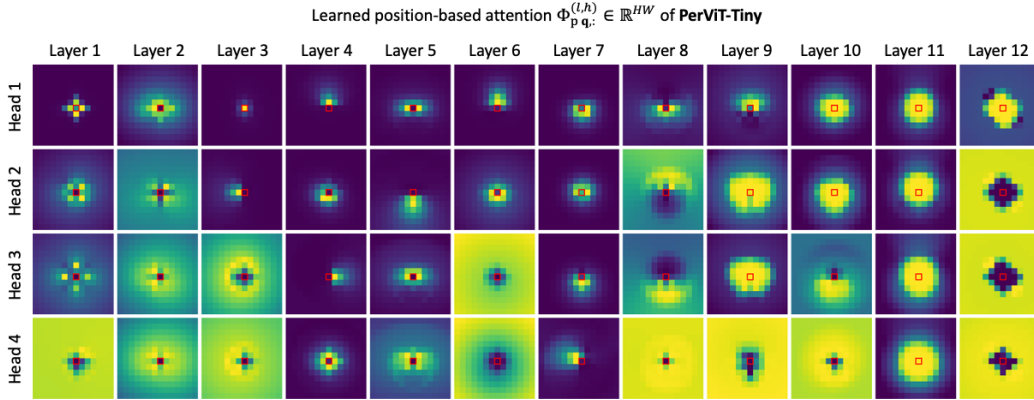 Learned position-based attention Φ_{p q,:}^{(l,h)} ∈ ℝ^{HW} of PerViT-Tiny
Layer 1 Layer 2 Layer 3 Layer 4 Layer 5 Layer 6 Layer 7 Layer 8 Layer 9 Layer 10 Layer 11 Layer 12
Head 1
Head 2
Head 3
Head 4